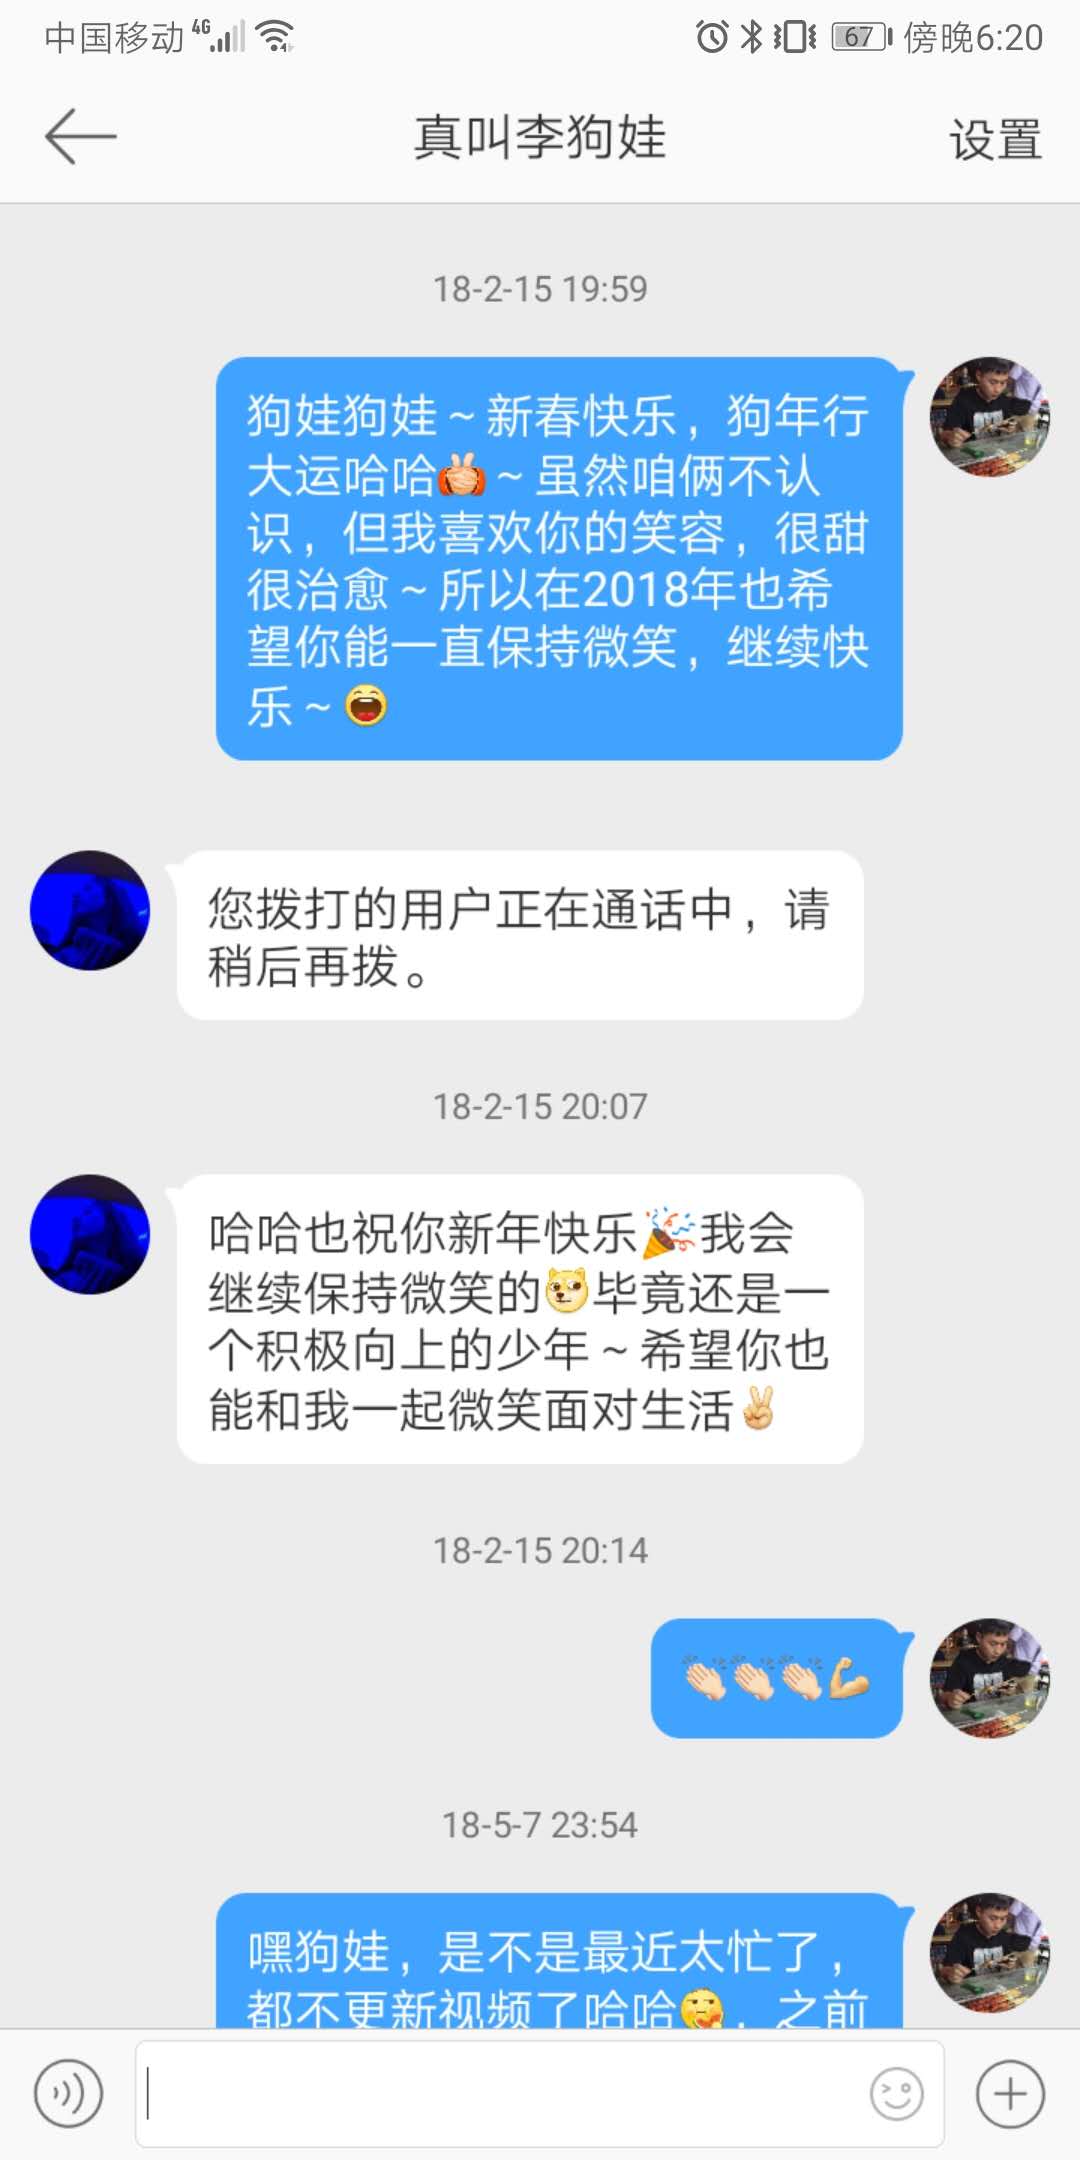 中国移动 4G 67 傍晚6:20
真叫李狗娃 设置
18-2-15 19:59
狗娃狗娃~新春快乐，狗年行
大运哈哈~虽然咱俩不认
识，但我喜欢你的笑容，很甜
很治愈~所以在2018年也希
望你能一直保持微笑，继续快
乐~😄
您拨打的用户正在通话中，请
稍后再拨。
18-2-15 20:07
哈哈也祝你新年快乐🎉我会
继续保持微笑的毕竟还是一
个积极向上的少年~希望你也
能和我一起微笑面对生活✌🏼
18-2-15 20:14
👏🏻👏🏻👏🏻💪🏼
18-5-7 23:54
嘿狗娃，是不是最近太忙了，
都不更新视频了哈哈，之前